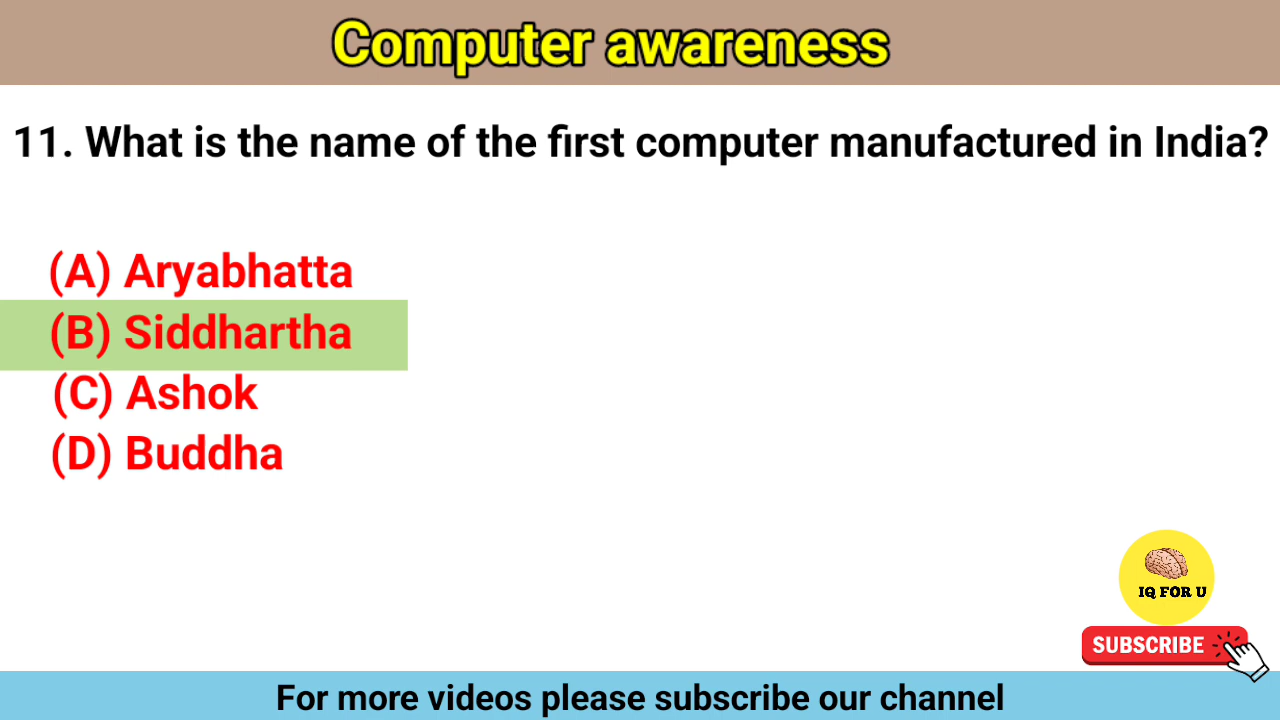 Computer awareness
11. What is the name of the first computer manufactured in India?
(A) Aryabhatta
(B) Siddhartha
(C) Ashok
(D) Buddha
IQ FOR U
SUBSCRIBE
For more videos please subscribe our channel